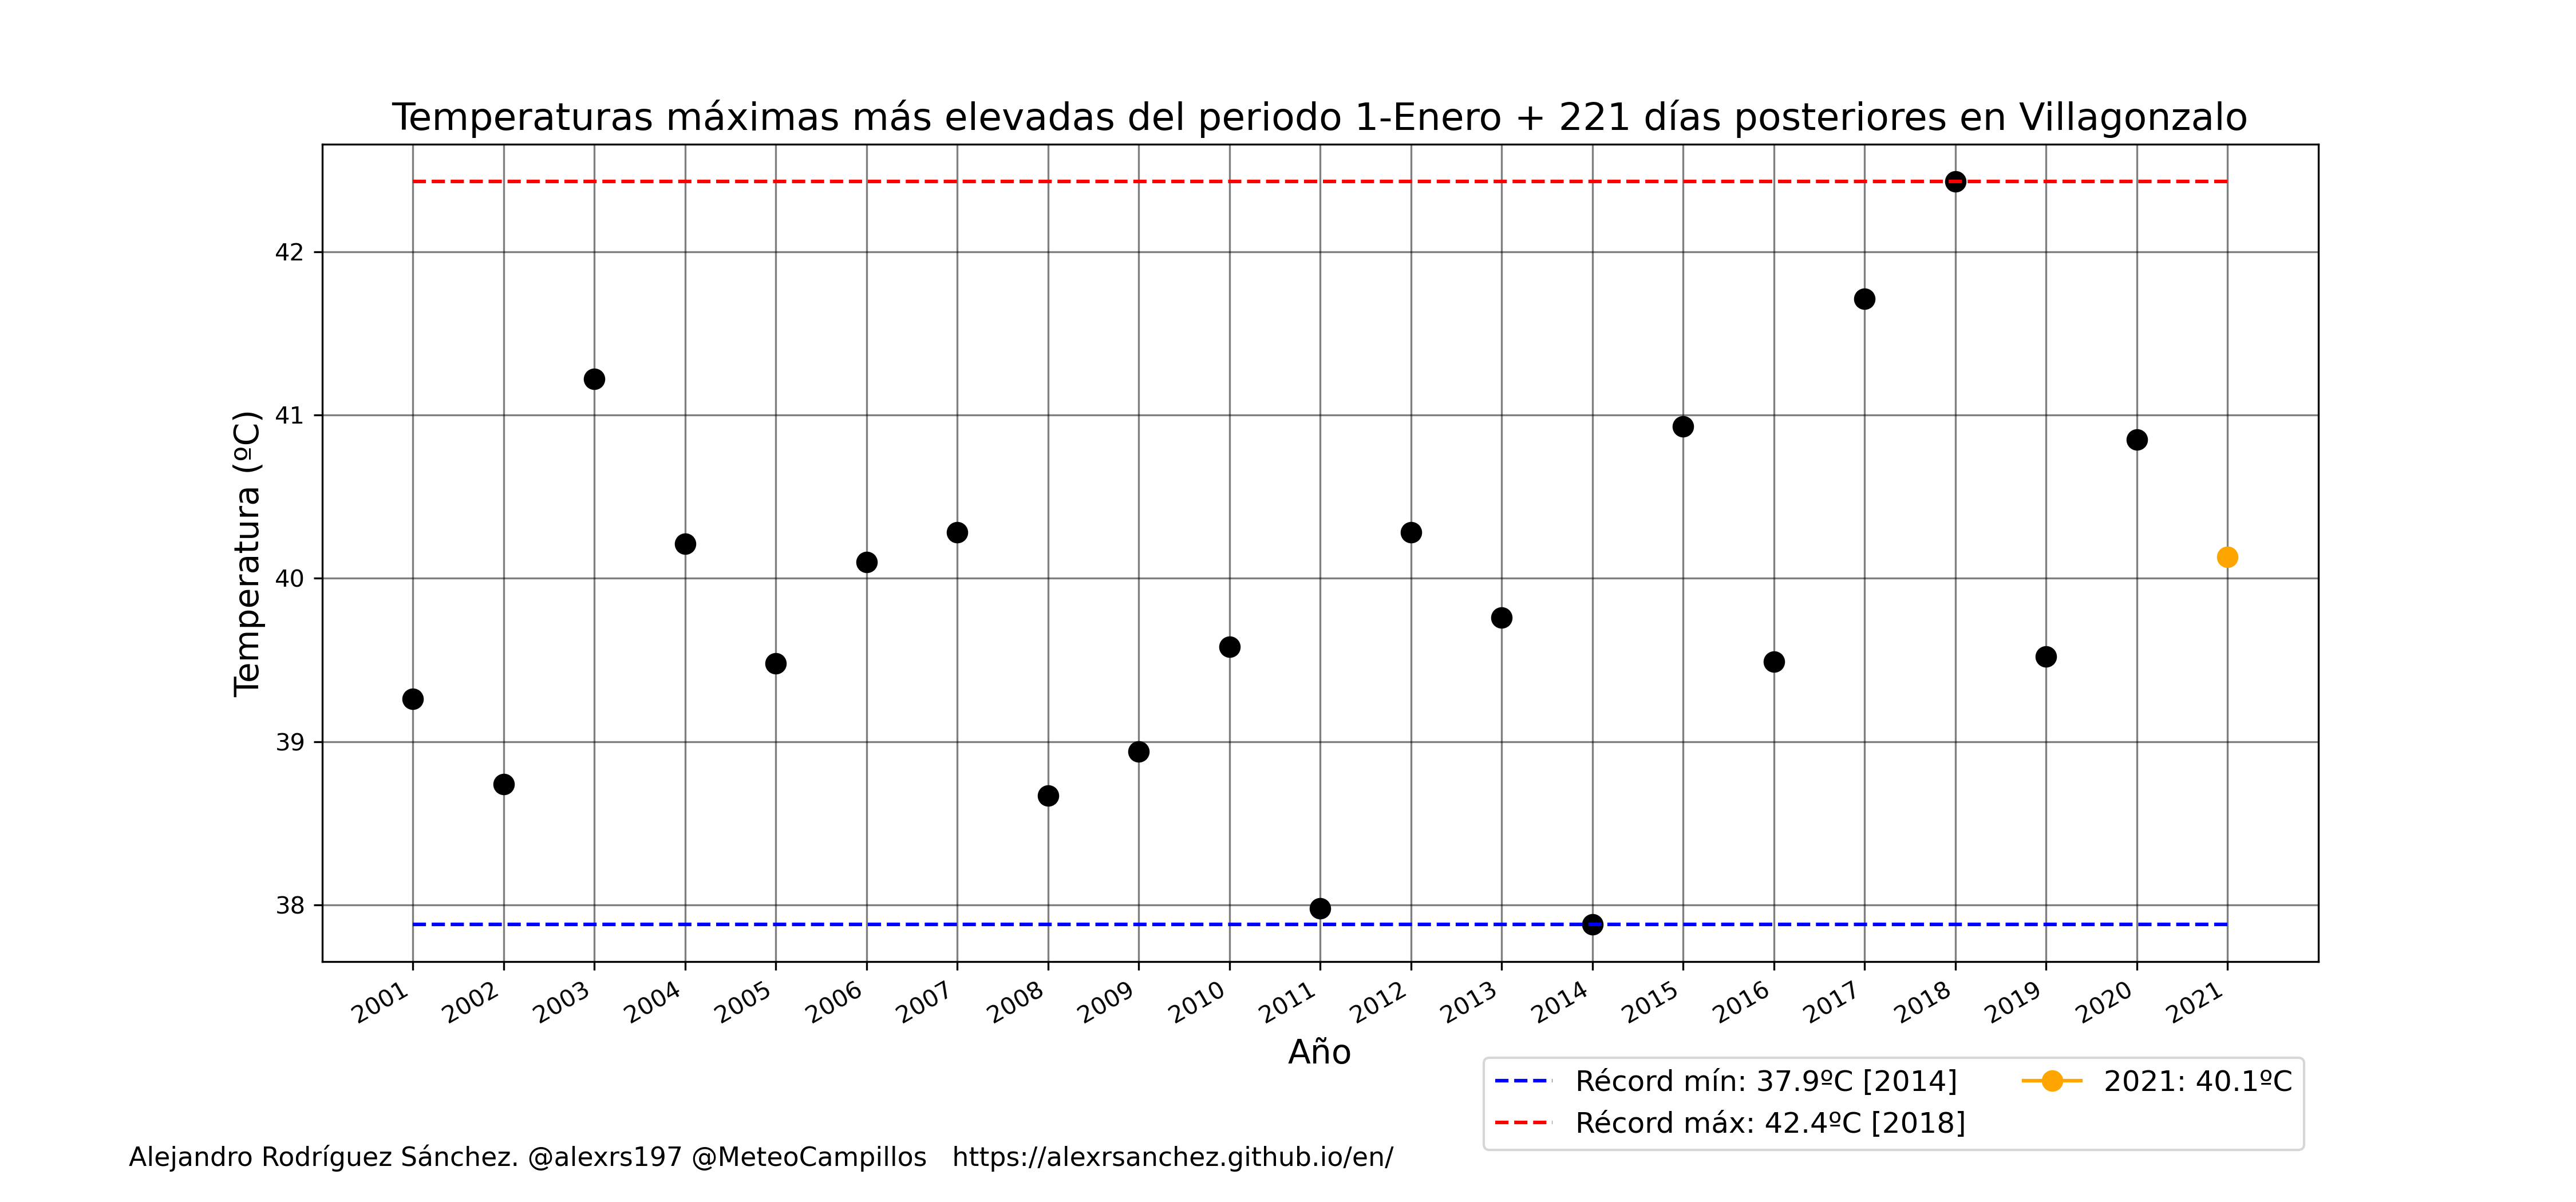 Temperaturas máximas más elevadas del periodo 1-Enero + 221 días posteriores en Villagonzalo
Temperatura (ºC)
42
41
40
39
38
2001 2002 2003 2004 2005 2006 2007 2008 2009 2010 2011 2012 2013 2014 2015 2016 2017 2018 2019 2020 2021
Año
Récord mín: 37.9ºC [2014] 2021: 40.1ºC
Récord máx: 42.4ºC [2018]
Alejandro Rodríguez Sánchez. @alexrs197 @MeteoCampillos https://alexrsanchez.github.io/en/